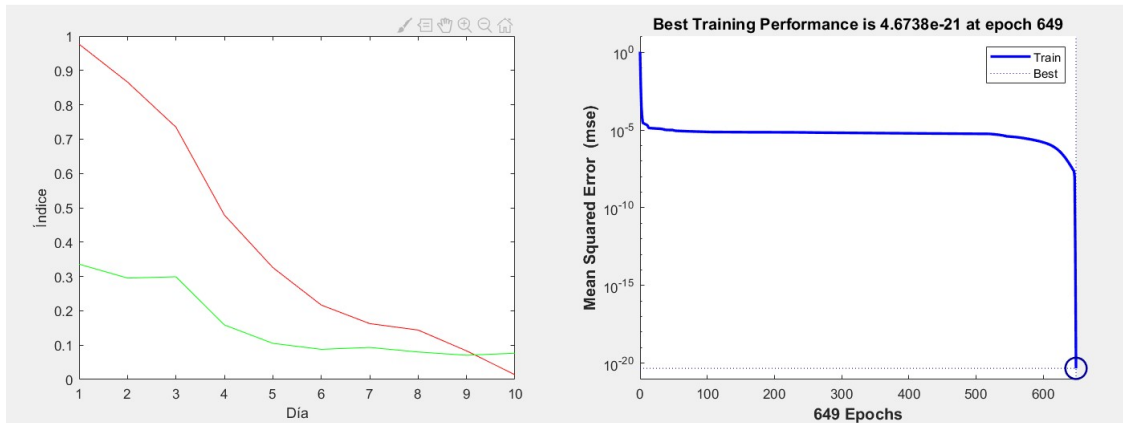 1
0.9
0.8
0.7
0.6
0.5
0.4
0.3
0.2
0.1
0
1 2 3 4 5 6 7 8 9 10
Índice
Día
Best Training Performance is 4.6738e-21 at epoch 649
Train
Best
10^0
10^-5
10^-10
10^-15
10^-20
Mean Squared Error (mse)
0 100 200 300 400 500 600
649 Epochs